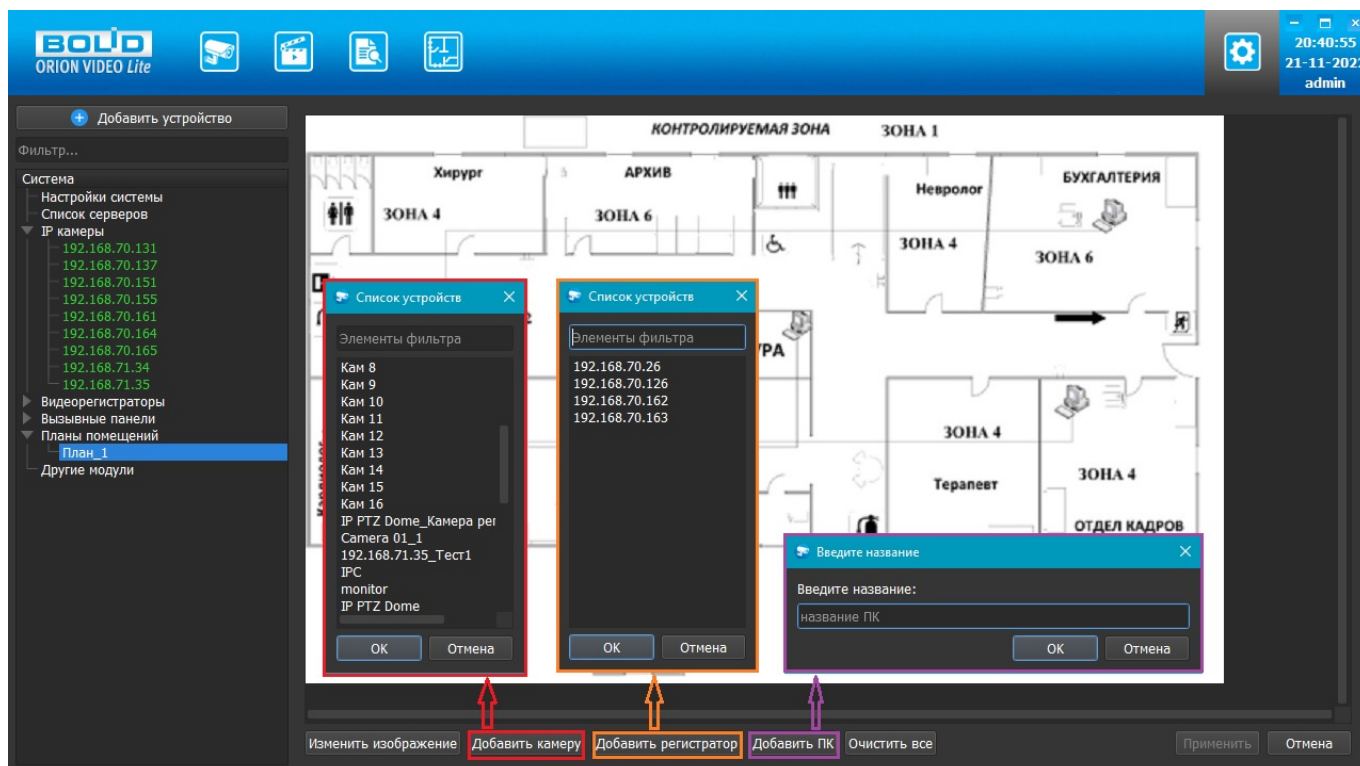 BOLID
ORION VIDEO Lite
20:40:55
21-11-202
admin
Добавить устройство
Фильтр...
Система
Настройки системы
Список серверов
IP камеры
192.168.70.131
192.168.70.137
192.168.70.151
192.168.70.155
192.168.70.161
192.168.70.164
192.168.70.165
192.168.71.34
192.168.71.35
Видеорегистраторы
Вызывные панели
Планы помещений
План_1
Другие модули
КОНТРОЛИРУЕМАЯ ЗОНА ЗОНА 1
Хирург
АРХИВ
Невролог
БУХГАЛТЕРИЯ
ЗОНА 4
ЗОНА 6
ЗОНА 4
ЗОНА 6
УРА
ЗОНА 4
Терапевт
ЗОНА 4
ОТДЕЛ КАДРОВ
Список устройств
Элементы фильтра
Кам 8
Кам 9
Кам 10
Кам 11
Кам 12
Кам 13
Кам 14
Кам 15
Кам 16
IP PTZ Dome_Камера рег
Camera 01_1
192.168.71.35_Тест1
IPC
monitor
IP PTZ Dome
ОК Отмена
Список устройств
Элементы фильтра
192.168.70.26
192.168.70.126
192.168.70.162
192.168.70.163
ОК Отмена
Введите название
Введите название:
название ПК
ОК Отмена
Изменить изображение Добавить камеру Добавить регистратор Добавить ПК Очистить все Применить Отмена